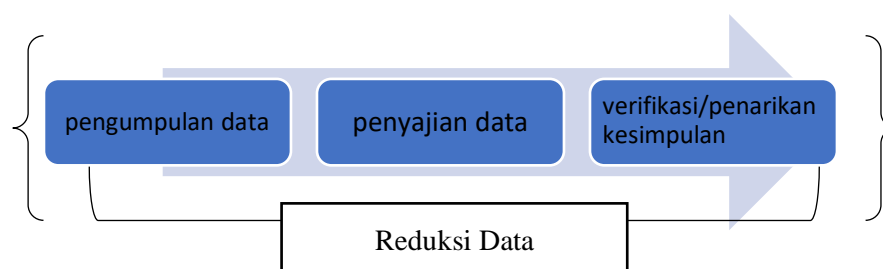 pengumpulan data
penyajian data
verifikasi/penarikan
kesimpulan
Reduksi Data